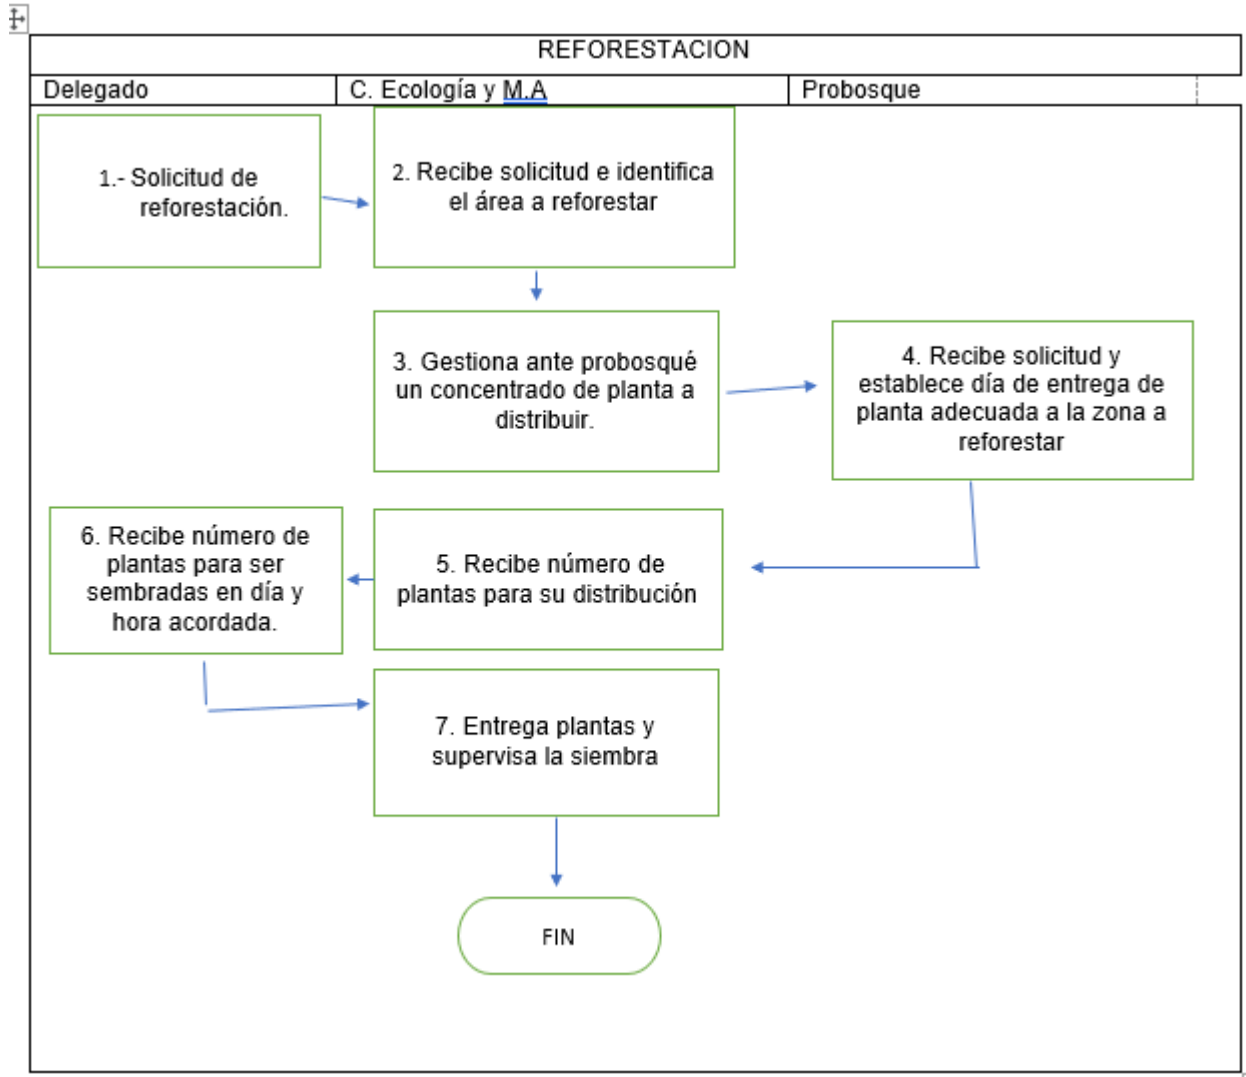 REFORESTACION
Delegado
C. Ecología y M.A
Probosque
1.- Solicitud de
reforestación.
2. Recibe solicitud e identifica
el área a reforestar
3. Gestiona ante probosqué
un concentrado de planta a
distribuir.
4. Recibe solicitud y
establece día de entrega de
planta adecuada a la zona a
reforestar
5. Recibe número de
plantas para su distribución
6. Recibe número de
plantas para ser
sembradas en día y
hora acordada.
7. Entrega plantas y
supervisa la siembra
FIN